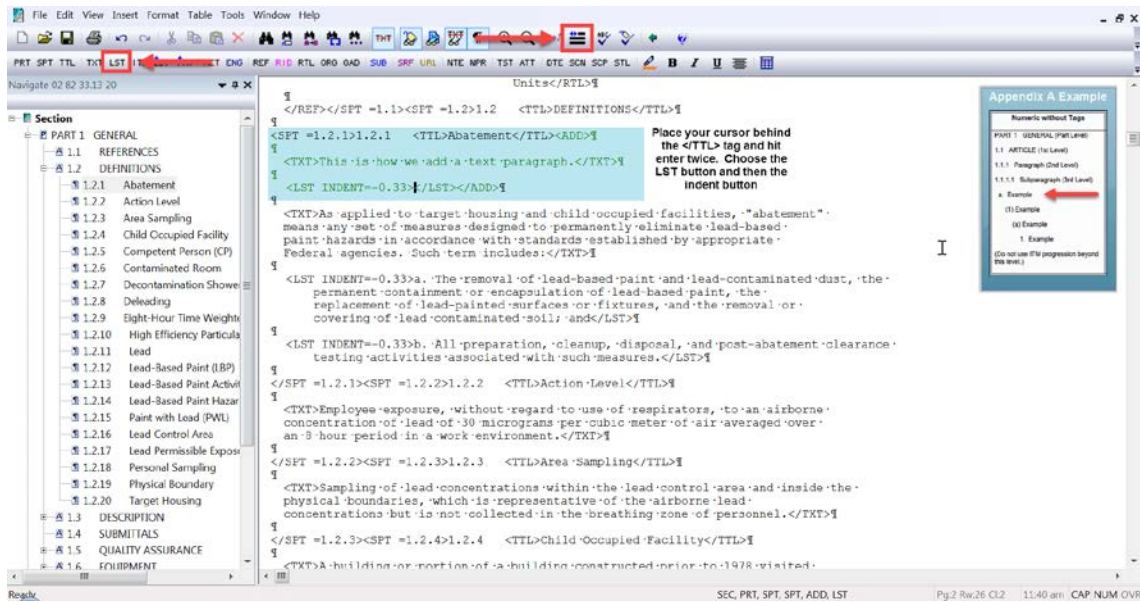 File Edit View Insert Format Table Tools Window Help
PRT SPT TTL TXT LST ENG REF RID RTL ORG OAD SUB SRF URL NTE NPR TST ATT DTE SCN SCP STL B I U
Navigate 02 82 33.13 20
Section
PART 1 GENERAL
1.1 REFERENCES
1.2 DEFINITIONS
1.2.1 Abatement
1.2.2 Action Level
1.2.3 Area Sampling
1.2.4 Child Occupied Facility
1.2.5 Competent Person (CP)
1.2.6 Contaminated Room
1.2.7 Decontamination Shower
1.2.8 Deleading
1.2.9 Eight-Hour Time Weighte
1.2.10 High Efficiency Particula
1.2.11 Lead
1.2.12 Lead-Based Paint (LBP)
1.2.13 Lead-Based Paint Activit
1.2.14 Lead-Based Paint Hazar
1.2.15 Paint with Lead (PWL)
1.2.16 Lead Control Area
1.2.17 Lead Permissible Expos
1.2.18 Personal Sampling
1.2.19 Physical Boundary
1.2.20 Target Housing
1.3 DESCRIPTION
1.4 SUBMITTALS
1.5 QUALITY ASSURANCE
1.6 EQUIPMENT
Units</RTL>¶
¶
</REF></SPT =1.1><SPT =1.2>1.2 <TTL>DEFINITIONS</TTL>¶
¶
<SPT =1.2.1>1.2.1 <TTL>Abatement</TTL><ADD>¶
¶
<TXT>This·is·how·we·add·a·text·paragraph.</TXT>¶
¶
<LST INDENT=-0.33></LST></ADD>¶
¶
<TXT>As·applied·to·target·housing·and·child·occupied·facilities,·"abatement"·
means·any·set·of·measures·designed·to·permanently·eliminate·lead-based·
paint·hazards·in·accordance·with·standards·established·by·appropriate·
Federal·agencies.·Such·term·includes:</TXT>¶
¶
<LST INDENT=-0.33>a.·The·removal·of·lead-based·paint·and·lead-contaminated·dust,·the·
permanent·containment·or·encapsulation·of·lead-based·paint,·the·
replacement·of·lead-painted·surfaces·or·fixtures,·and·the·removal·or·
covering·of·lead·contaminated·soil;·and</LST>¶
¶
<LST INDENT=-0.33>b.·All·preparation,·cleanup,·disposal,·and·post-abatement·clearance·
testing·activities·associated·with·such·measures.</LST>¶
¶
</SPT =1.2.1><SPT =1.2.2>1.2.2 <TTL>Action·Level</TTL>¶
¶
<TXT>Employee·exposure,·without·regard·to·use·of·respirators,·to·an·airborne·
concentration·of·lead·of·30·micrograms·per·cubic·meter·of·air·averaged·over·
an·8·hour·period·in·a·work·environment.</TXT>¶
¶
</SPT =1.2.2><SPT =1.2.3>1.2.3 <TTL>Area·Sampling</TTL>¶
¶
<TXT>Sampling·of·lead·concentrations·within·the·lead·control·area·and·inside·the·
physical·boundaries,·which·is·representative·of·the·airborne·lead·
concentrations·but·is·not·collected·in·the·breathing·zone·of·personnel.</TXT>¶
¶
</SPT =1.2.3><SPT =1.2.4>1.2.4 <TTL>Child·Occupied·Facility</TTL>¶
¶
<TXT>A·building·or·portion·of·a·building·constructed·prior·to·1978·visited·
Place your cursor behind
the </TTL> tag and hit
enter twice. Choose the
LST button and then the
indent button
Appendix A Example
Numeric without Tags
PART 1 GENERAL (Part Level)
1.1 ARTICLE (1st Level)
1.1.1 Paragraph (2nd Level)
1.1.1.1 Subparagraph (3rd Level)
a. Example
(1) Example
(a) Example
1. Example
(Do not use ITM progression beyond
this level.)
Ready
SEC, PRT, SPT, SPT, ADD, LST
Pg:2 Rw:26 Cl:2 11:40 am CAP NUM OVR